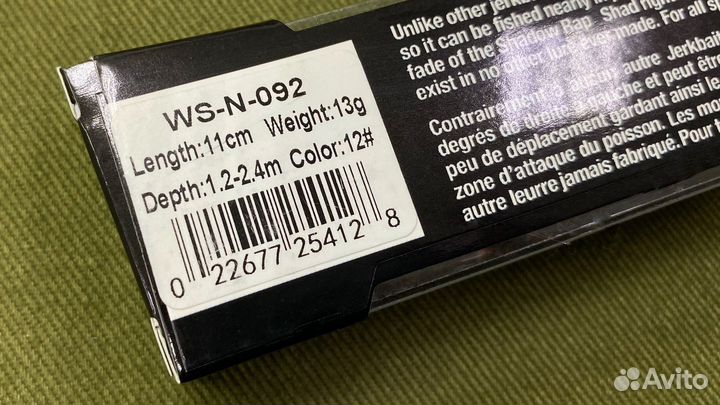 WS-N-092
Length:11cm Weight:13g
Depth:1.2-2.4m Color:12#
0 22677 25412 8
Unlike other jerk
so it can be fished nearly
fade of the Shadow Rap Shad
exist in no other made. For all
Contrairement aucun autre Jerkbait
degrés de droite à gauche et peut être
peu de déplacement gardant ainsi le
zone d'attaque du poisson. Les mo
autre leurre jamais fabriqué. Pour
Avito